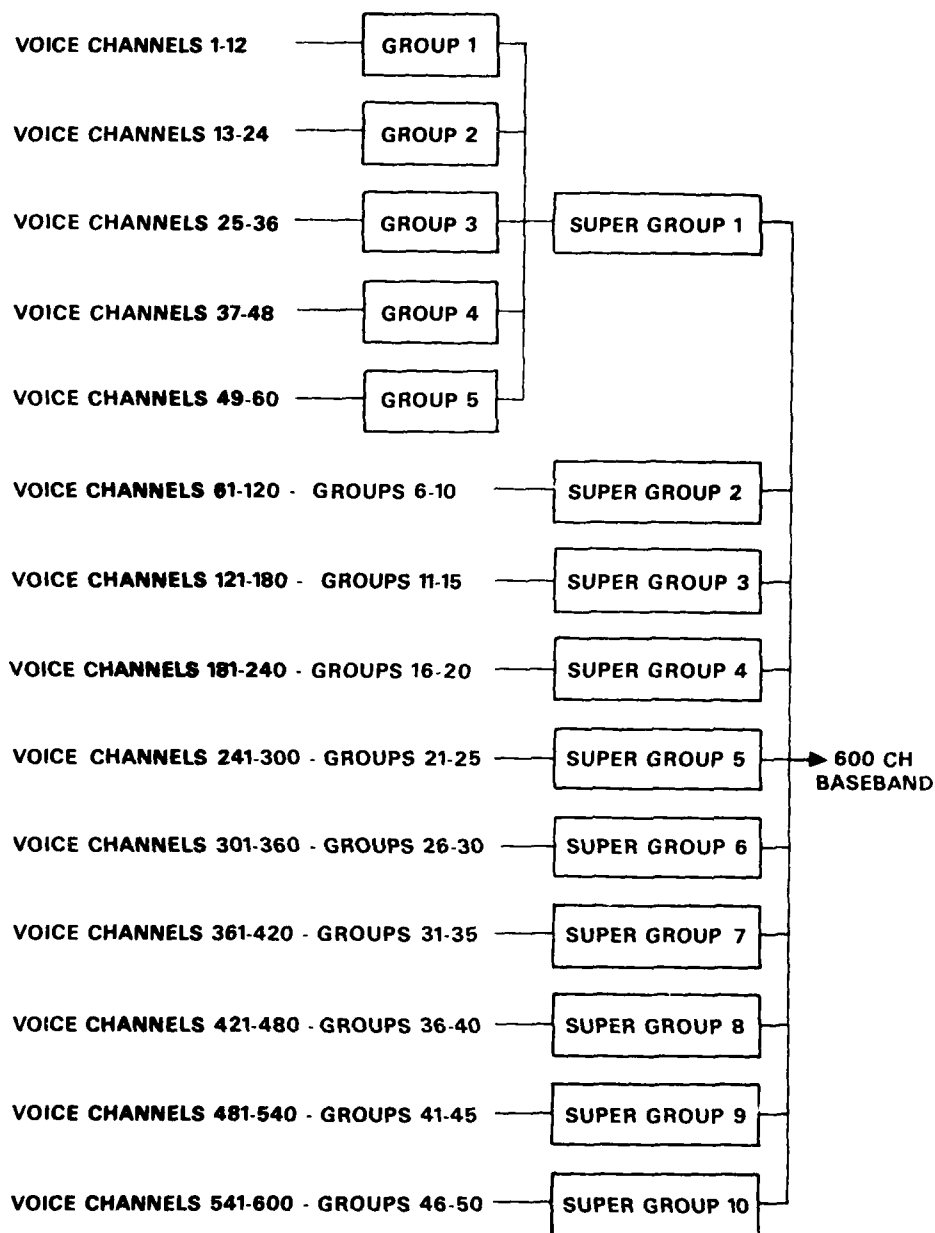 VOICE CHANNELS 1-12 GROUP 1
VOICE CHANNELS 13-24 GROUP 2
VOICE CHANNELS 25-36 GROUP 3 SUPER GROUP 1
VOICE CHANNELS 37-48 GROUP 4
VOICE CHANNELS 49-60 GROUP 5
VOICE CHANNELS 61-120 - GROUPS 6-10 SUPER GROUP 2
VOICE CHANNELS 121-180 - GROUPS 11-15 SUPER GROUP 3
VOICE CHANNELS 181-240 - GROUPS 16-20 SUPER GROUP 4
VOICE CHANNELS 241-300 - GROUPS 21-25 SUPER GROUP 5 600 CH
BASEBAND
VOICE CHANNELS 301-360 - GROUPS 26-30 SUPER GROUP 6
VOICE CHANNELS 361-420 - GROUPS 31-35 SUPER GROUP 7
VOICE CHANNELS 421-480 - GROUPS 36-40 SUPER GROUP 8
VOICE CHANNELS 481-540 - GROUPS 41-45 SUPER GROUP 9
VOICE CHANNELS 541-600 - GROUPS 46-50 SUPER GROUP 10